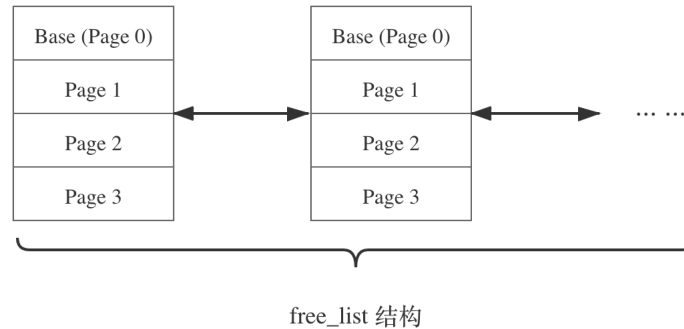 Base (Page 0)
Page 1
Page 2
Page 3
Base (Page 0)
Page 1
Page 2
Page 3
... ...
free_list 结构